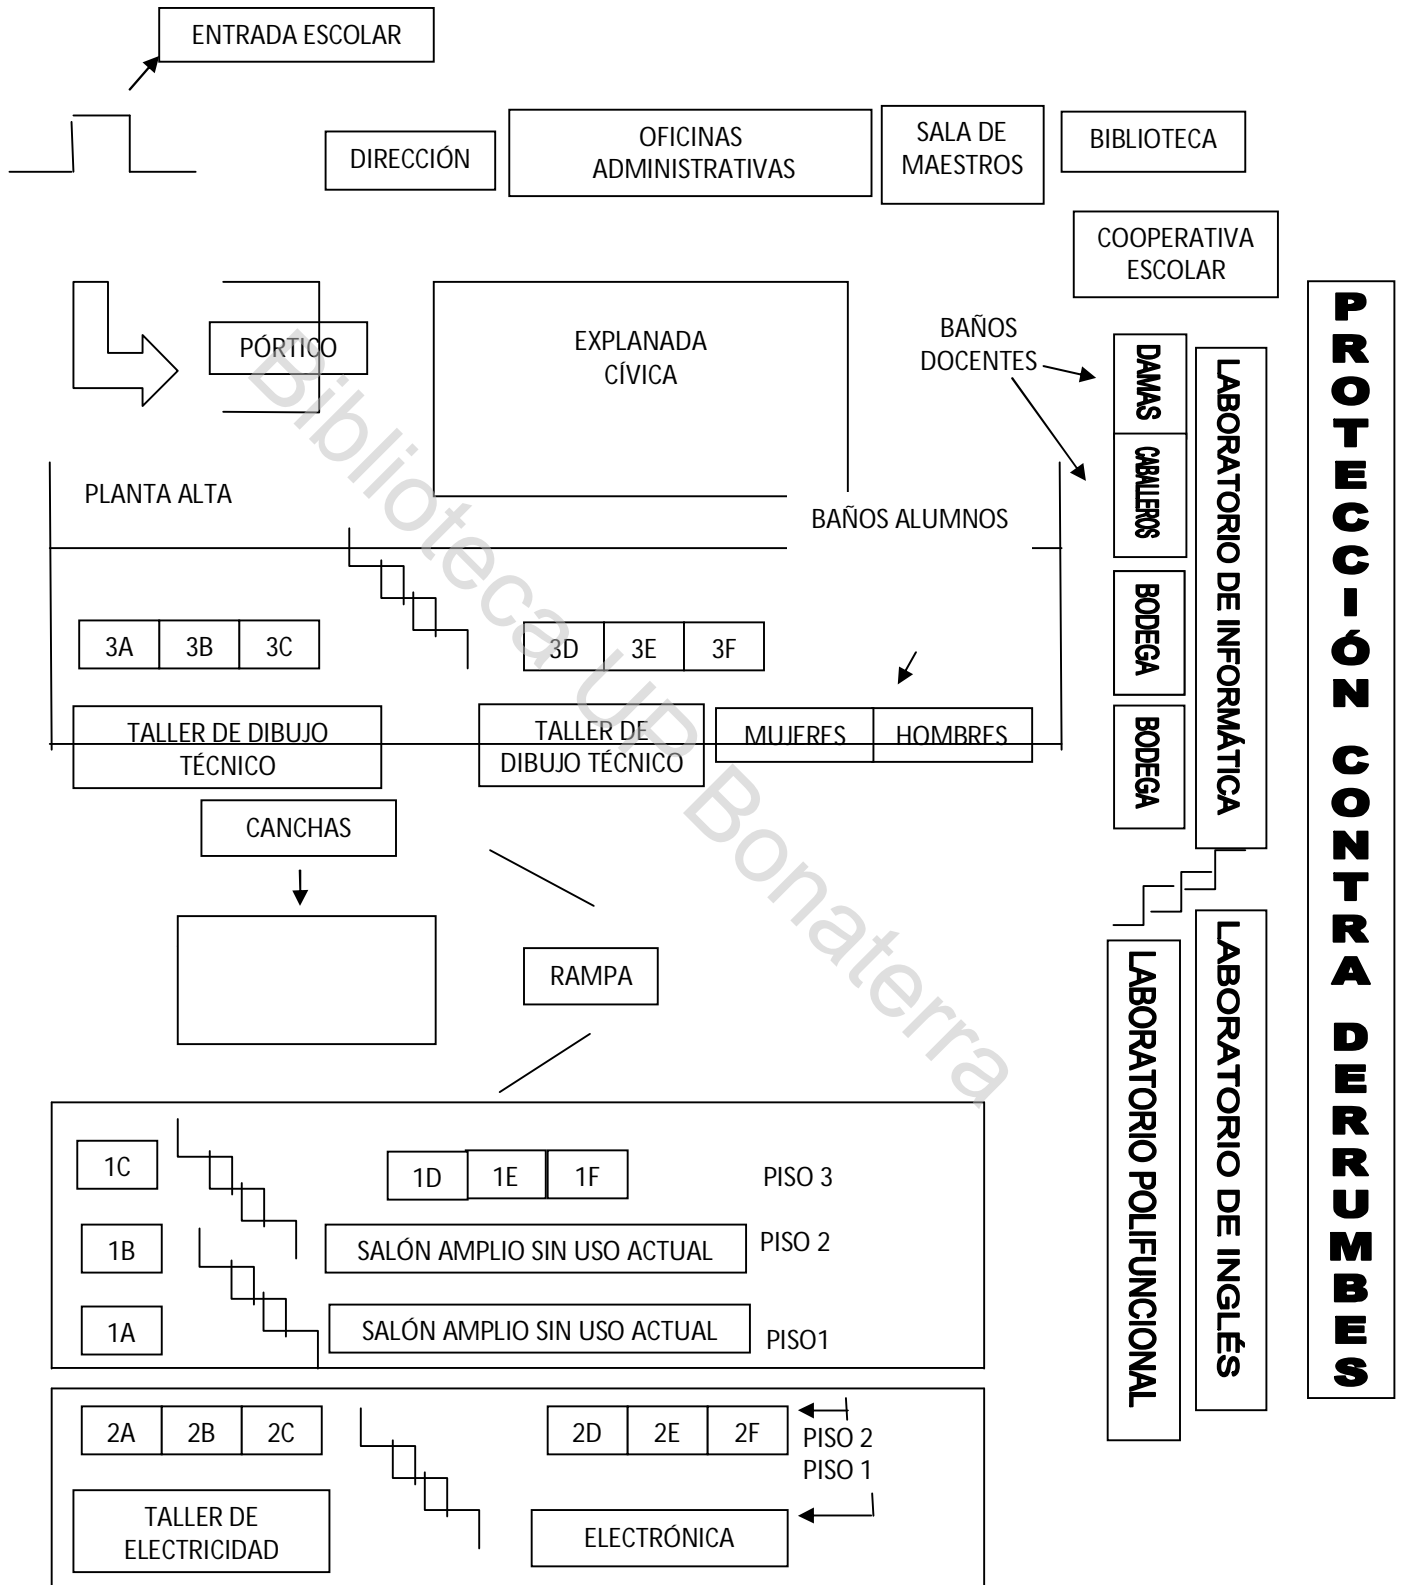 ENTRADA ESCOLAR
DIRECCIÓN
OFICINAS
ADMINISTRATIVAS
SALA DE
MAESTROS
BIBLIOTECA
COOPERATIVA
ESCOLAR
PÓRTICO
EXPLANADA
CÍVICA
BAÑOS
DOCENTES
DAMAS
CABALLEROS
BODEGA
BODEGA
LABORATORIO DE INFORMÁTICA
PROTECCIÓN CONTRA DERRUMBES
PLANTA ALTA
BAÑOS ALUMNOS
3A 3B 3C
3D 3E 3F
TALLER DE DIBUJO
TÉCNICO
TALLER DE
DIBUJO TÉCNICO
MUJERES
HOMBRES
CANCHAS
RAMPA
LABORATORIO POLIFUNCIONAL
LABORATORIO DE INGLÉS
1C
1D 1E 1F
PISO 3
1B
SALÓN AMPLIO SIN USO ACTUAL
PISO 2
1A
SALÓN AMPLIO SIN USO ACTUAL
PISO1
2A 2B 2C
2D 2E 2F
PISO 2
PISO 1
TALLER DE
ELECTRICIDAD
ELECTRÓNICA
Biblioteca UP Bonaterra